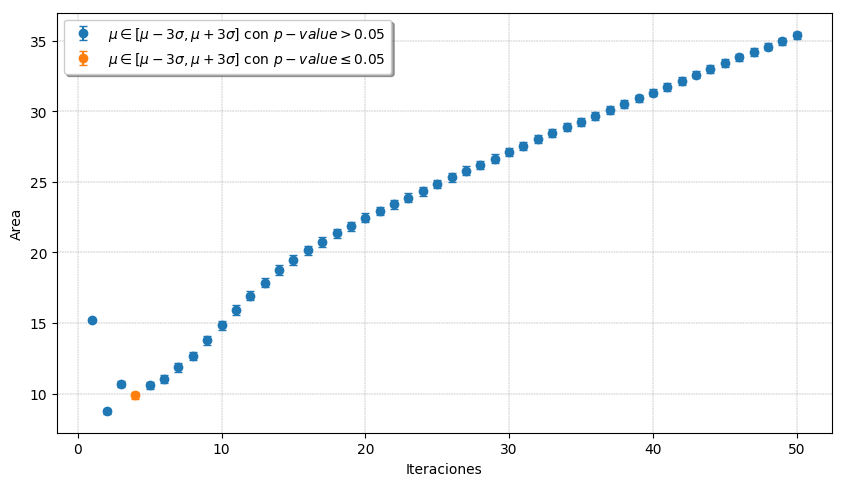 μ ∈ [μ − 3σ, μ + 3σ] con p − value > 0.05
μ ∈ [μ − 3σ, μ + 3σ] con p − value ≤ 0.05
35
30
25
20
15
10
Area
0 10 20 30 40 50
Iteraciones